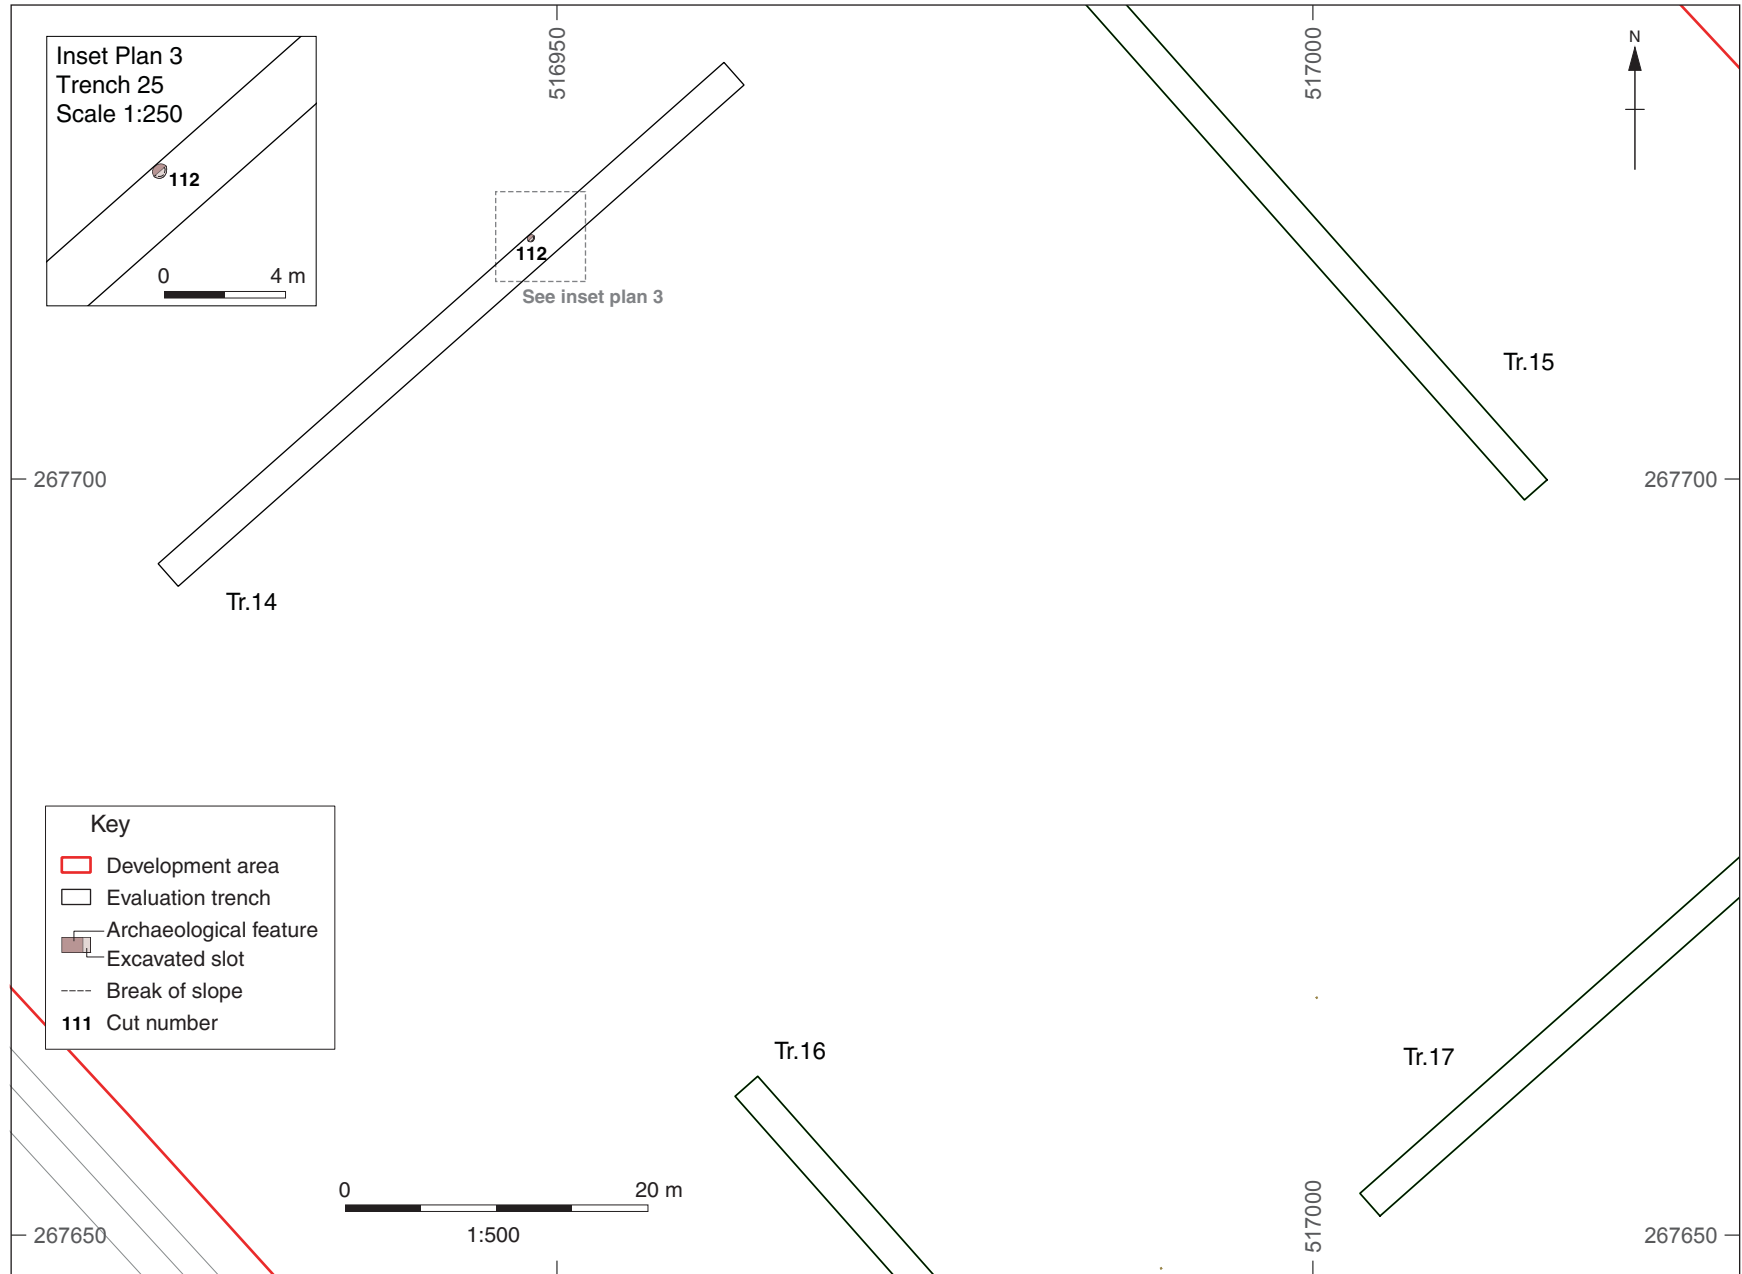 Inset Plan 3
Trench 25
Scale 1:250
112
0 4 m
516950
517000
N
112
See inset plan 3
Tr.15
267700
267700
Tr.14
Key
Development area
Evaluation trench
Archaeological feature
Excavated slot
Break of slope
111 Cut number
Tr.16
Tr.17
0 20 m
1:500
517000
267650
267650